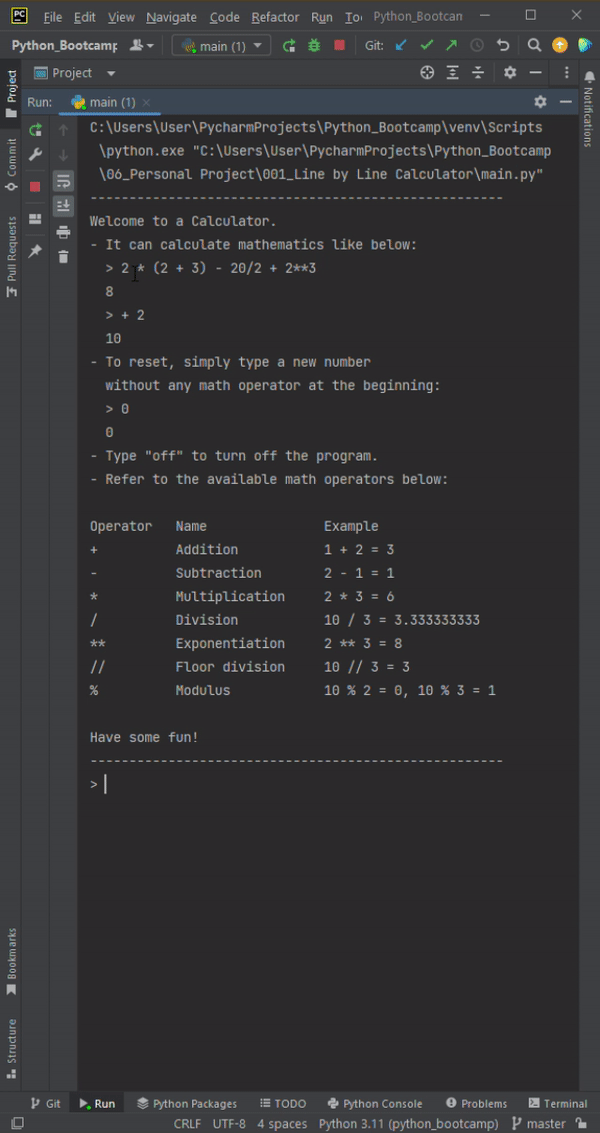 PC File Edit View Navigate Code Refactor Run Python_Bootcan
Python_Bootcamp main (1) Git:
Project
Run: main (1)
Project
Commit
Pull Requests
Bookmarks
Structure
Notifications
C:\Users\User\PycharmProjects\Python_Bootcamp\venv\Scripts
\python.exe "C:\Users\User\PycharmProjects\Python_Bootcamp
\06_Personal Project\001_Line by Line Calculator\main.py"
-----------------------------------------------------
Welcome to a Calculator.
- It can calculate mathematics like below:
> 2 * (2 + 3) - 20/2 + 2**3
8
> + 2
10
- To reset, simply type a new number
without any math operator at the beginning:
> 0
0
- Type "off" to turn off the program.
- Refer to the available math operators below:
Operator Name Example
+ Addition 1 + 2 = 3
- Subtraction 2 - 1 = 1
* Multiplication 2 * 3 = 6
/ Division 10 / 3 = 3.333333333
** Exponentiation 2 ** 3 = 8
// Floor division 10 // 3 = 3
% Modulus 10 % 2 = 0, 10 % 3 = 1
Have some fun!
-----------------------------------------------------
>
Git Run Python Packages TODO Python Console Problems Terminal
CRLF UTF-8 4 spaces Python 3.11 (python_bootcamp) master